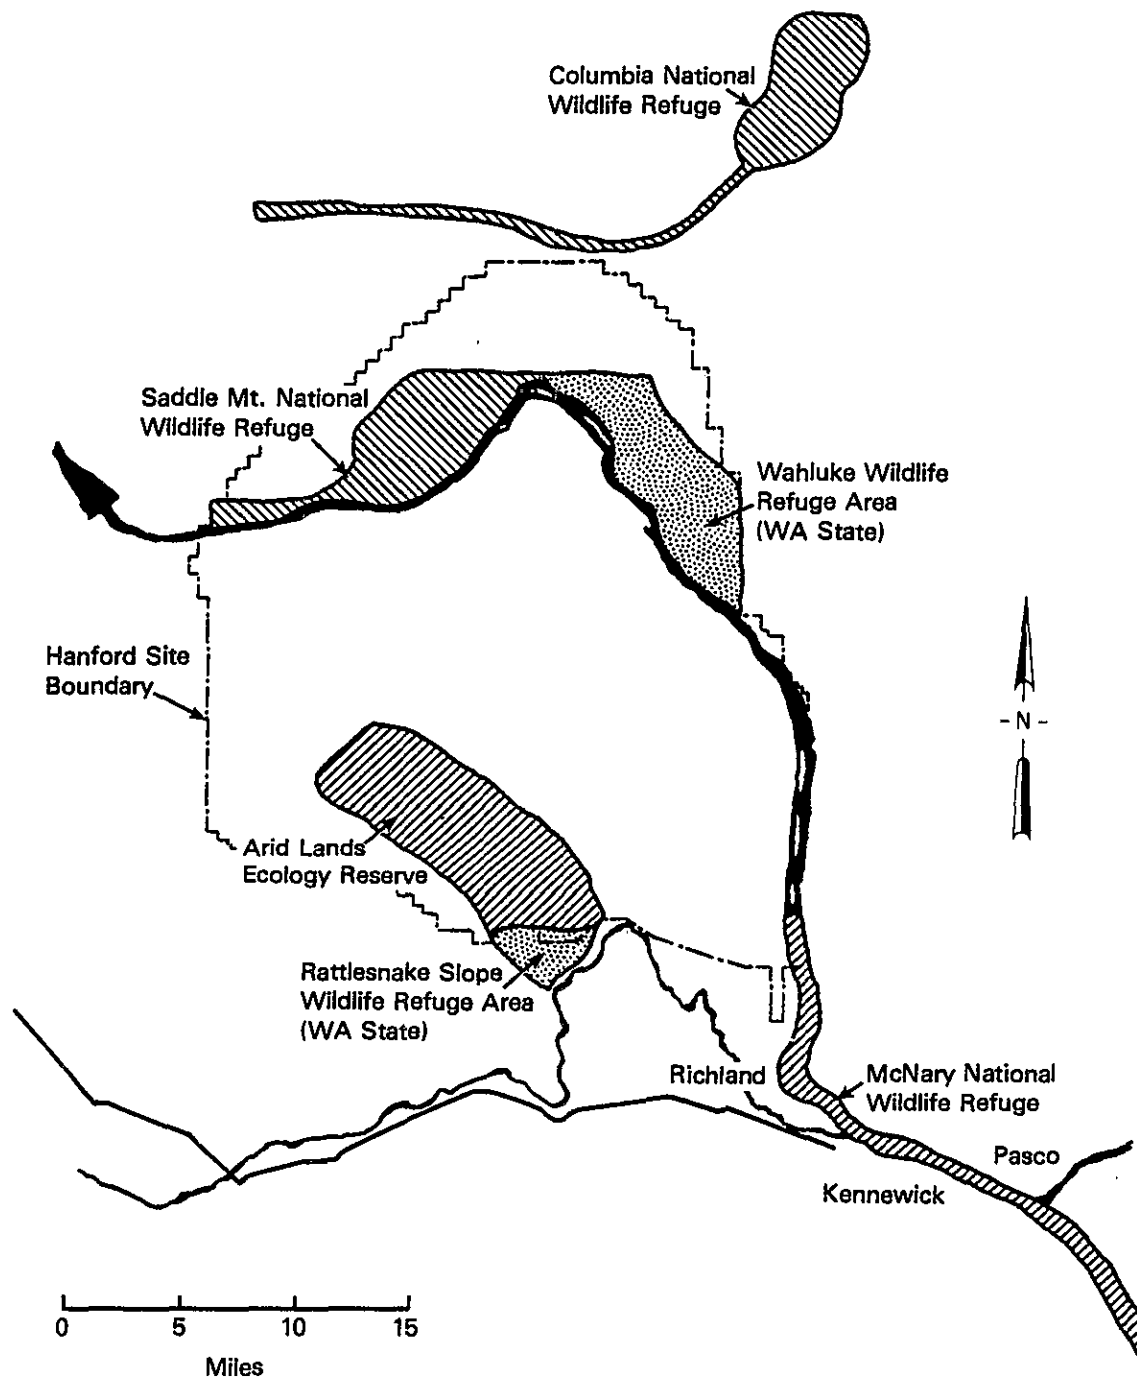 Columbia National
Wildlife Refuge
Saddle Mt. National
Wildlife Refuge
Wahluke Wildlife
Refuge Area
(WA State)
Hanford Site
Boundary
- N -
Arid Lands
Ecology Reserve
Rattlesnake Slope
Wildlife Refuge Area
(WA State)
Richland
McNary National
Wildlife Refuge
Pasco
Kennewick
0 5 10 15
Miles